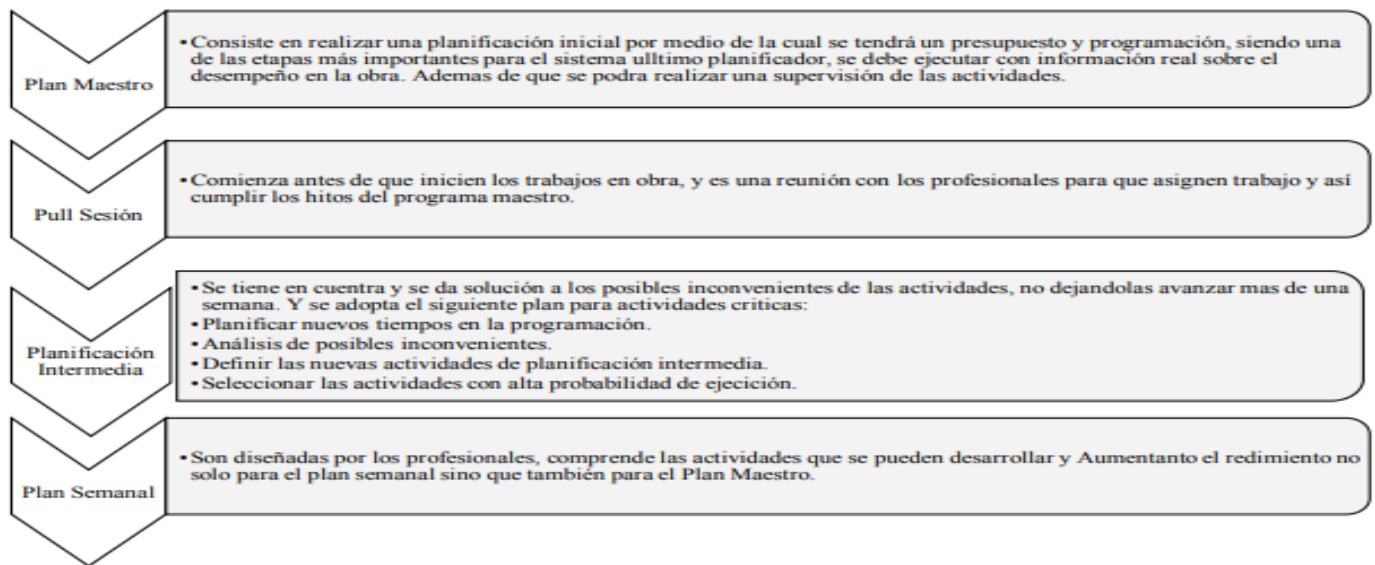 Plan Maestro
•Consiste en realizar una planificación inicial por medio de la cual se tendrá un presupuesto y programación, siendo una
de las etapas más importantes para el sistema ulltimo planificador, se debe ejecutar con información real sobre el
desempeño en la obra. Ademas de que se podra realizar una supervisión de las actividades.
Pull Sesión
•Comienza antes de que inicien los trabajos en obra, y es una reunión con los profesionales para que asignen trabajo y así
cumplir los hitos del programa maestro.
Planificación
Intermedia
•Se tiene en cuentra y se da solución a los posibles inconvenientes de las actividades, no dejandolas avanzar mas de una
semana. Y se adopta el siguiente plan para actividades criticas:
•Planificar nuevos tiempos en la programación.
•Análisis de posibles inconvenientes.
•Definir las nuevas actividades de planificación intermedia.
•Seleccionar las actividades con alta probabilidad de ejecición.
Plan Semanal
•Son diseñadas por los profesionales, comprende las actividades que se pueden desarrollar y Aumentanto el redimiento no
solo para el plan semanal sino que también para el Plan Maestro.